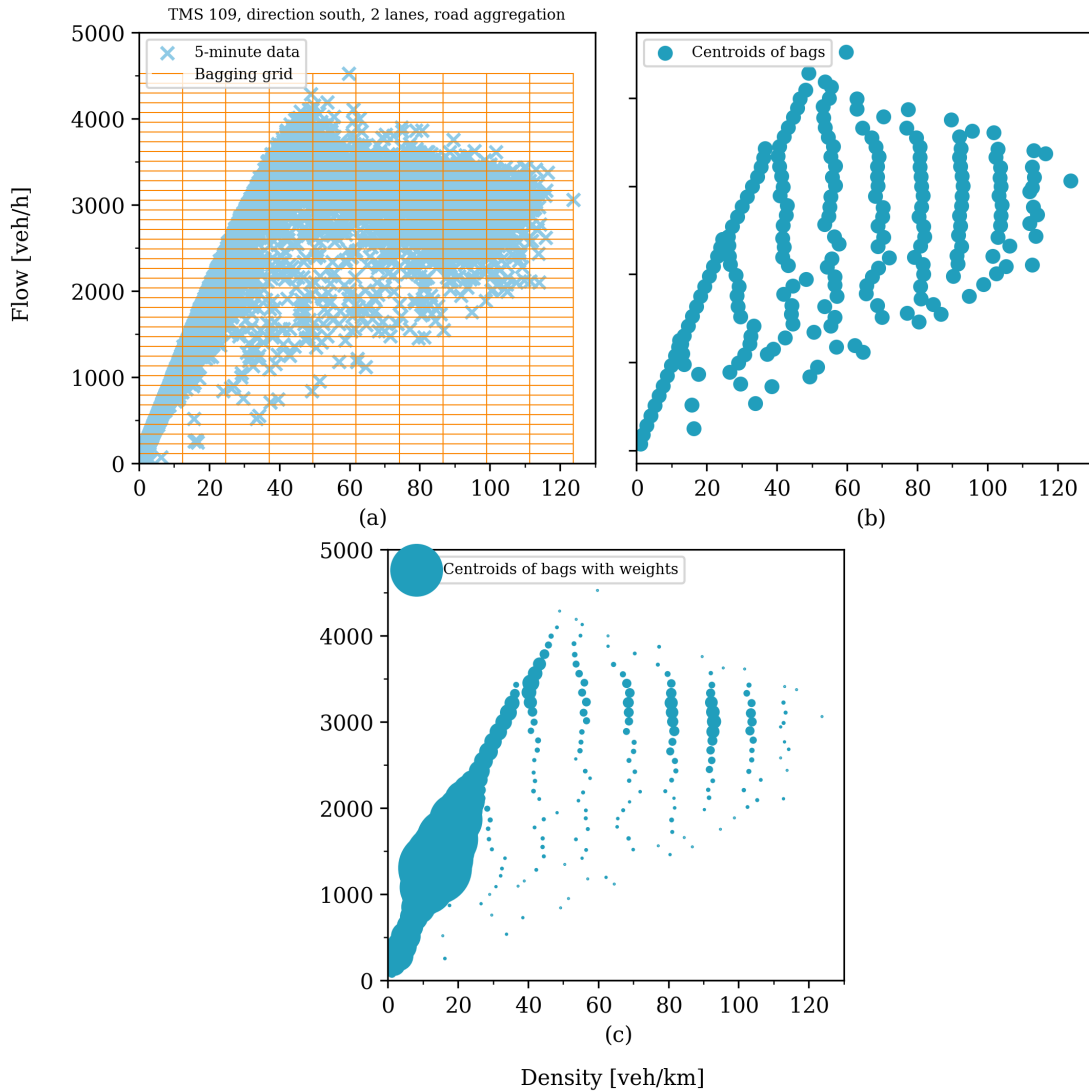 TMS 109, direction south, 2 lanes, road aggregation
5000
4000
3000
2000
1000
0
Flow [veh/h]
5-minute data
Bagging grid
0 20 40 60 80 100 120
(a)
Centroids of bags
0 20 40 60 80 100 120
(b)
5000
4000
3000
2000
1000
0
Centroids of bags with weights
0 20 40 60 80 100 120
(c)
Density [veh/km]